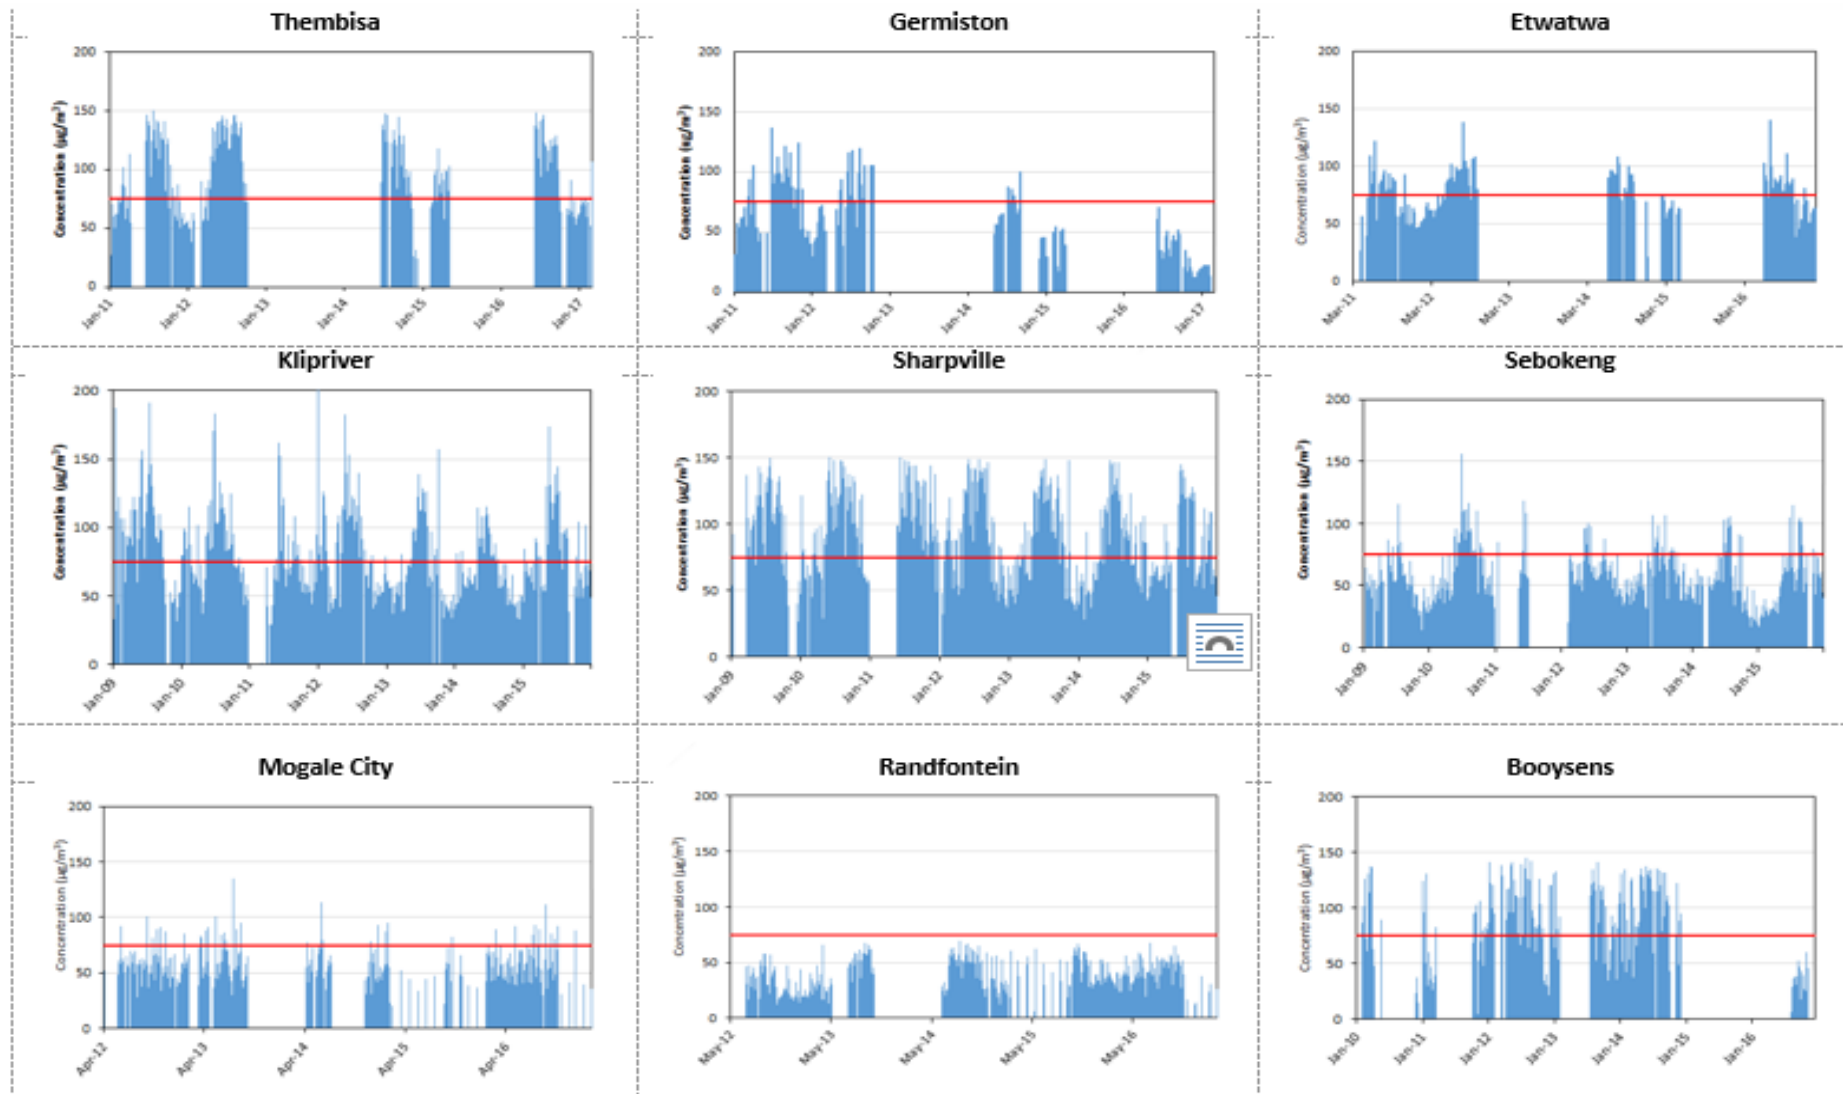 Thembisa
Concentration (µg/m³)
200
150
100
50
0
Jan-11
Jan-12
Jan-13
Jan-14
Jan-15
Jan-16
Jan-17
Germiston
200
150
100
50
0
Jan-11
Jan-12
Jan-13
Jan-14
Jan-15
Jan-16
Jan-17
Etwatwa
Concentration (µg/m³)
200
150
100
50
0
Mar-11
Mar-12
Mar-13
Mar-14
Mar-15
Mar-16
Klipriver
Concentration (µg/m³)
200
150
100
50
0
Jan-09
Jan-10
Jan-11
Jan-12
Jan-13
Jan-14
Jan-15
Sharpville
Concentration (µg/m³)
200
150
100
50
0
Jan-09
Jan-10
Jan-11
Jan-12
Jan-13
Jan-14
Jan-15
Sebokeng
Concentration (µg/m³)
200
150
100
50
0
Jan-09
Jan-10
Jan-11
Jan-12
Jan-13
Jan-14
Jan-15
Mogale City
Concentration (µg/m³)
200
150
100
50
0
Apr-12
Apr-13
Apr-14
Apr-15
Apr-16
Randfontein
Concentration (µg/m³)
200
150
100
50
0
May-12
May-13
May-14
May-15
May-16
Booysens
Concentration (µg/m³)
200
150
100
50
0
Jan-10
Jan-11
Jan-12
Jan-13
Jan-14
Jan-15
Jan-16